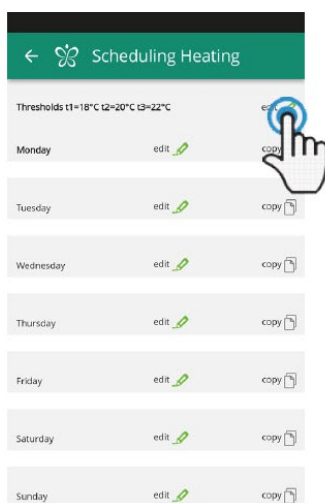 Scheduling Heating
Thresholds t1=18°C t2=20°C t3=22°C edit
Monday edit copy
Tuesday edit copy
Wednesday edit copy
Thursday edit copy
Friday edit copy
Saturday edit copy
Sunday edit copy